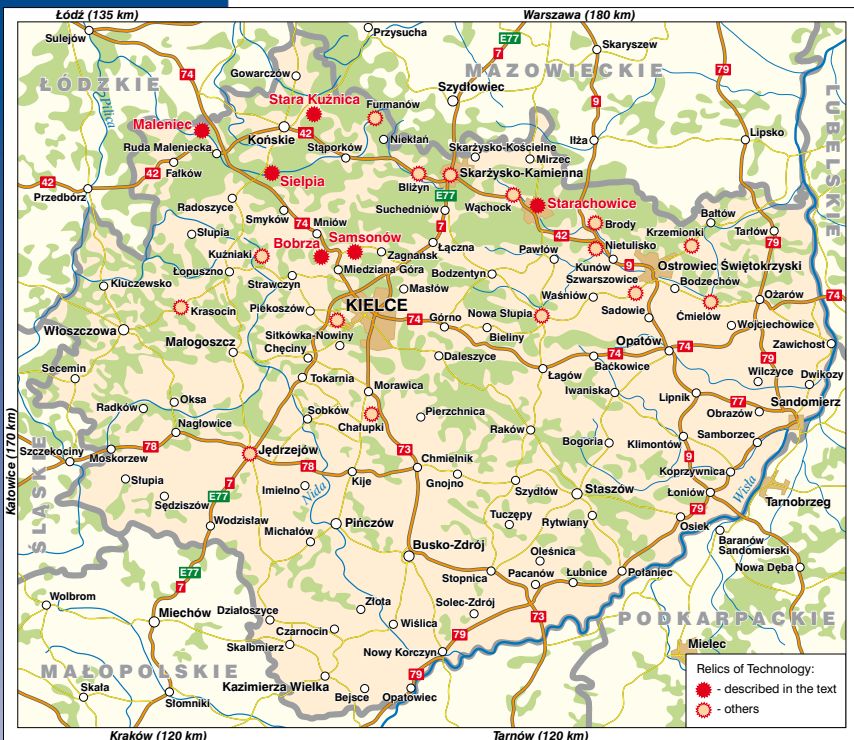 Łódź (135 km)
Warszawa (180 km)
Sulejów
Przysucha
E77
7
Skaryszew
74
Gowarczów
MAZOWIECKIE
79
ŁÓDZKIE
Pilica
Stara Kuźnica
Furmanów
Szydłowiec
9
LUBELSKIE
Maleniec
Końskie
42
Niekłań
Iłża
Lipsko
Ruda Maleniecka
Stąporków
Skarżysko-Kościelne
Mirzec
42
Fałków
42
Sielpia
Bliżyn
Skarżysko-Kamienna
Przedbórz
E77
Starachowice
Radoszyce
Suchedniów
Wąchock
Smyków
74
Mniów
7
Brody
Bałtów
Słupia
Bobrza
Samsonów
42
Krzemionki
Tarłów
Kuźniaki
Zagnansk
Łączna
Pawłów
Nietulisko
79
Łopuszno
Miedziana Góra
Bodzentyn
Kunów
9
Ostrowiec Świętokrzyski
Kluczewsko
Strawczyn
Masłów
Szwarszowice
Bodzechów
Waśniów
Ożarów
74
Krasocin
Piekoszów
KIELCE
Nowa Słupia
Sadowie
Ćmielów
74
Górno
Włoszczowa
Sitkówka-Nowiny
Bieliny
Wojciechowice
Małogoszcz
Chęciny
Opatów
74
Zawichost
Daleszyce
74
Baćkowice
79
Secemin
Łagów
Wilczyce
Dwikozy
Tokarnia
Morawica
Iwaniska
Lipnik
77
Sandomierz
Radków
Oksa
Sobków
Pierzchnica
Obrazów
Nagłowice
Chałupki
Raków
Samborzec
Katowice (170 km)
Szczekociny
78
Jędrzejów
73
Bogoria
Klimontów
Moskorzew
78
Chmielnik
9
Koprzywnica
ŚLĄSKIE
Słupia
7
Imielno
Kije
Gnojno
Szydłów
Staszów
Łoniów
Wisła
E77
Nida
Tarnobrzeg
Sędziszów
Wodzisław
Pińczów
Tuczępy
Rytwiany
79
Osiek
Michałów
Baranów
Sandomierski
Busko-Zdrój
Oleśnica
Nowa Dęba
E77
7
Stopnica
Pacanów
Łubnice
Połaniec
Wolbrom
Złota
Solec-Zdrój
Miechów
Działoszyce
73
PODKARPACKIE
Czarnocin
Wiślica
79
Skalbmierz
Nowy Korczyn
Mielec
MAŁOPOLSKIE
79
Kazimierza Wielka
Skała
Bejsce
Opatowiec
Słomniki
Relics of Technology:
- described in the text
- others
Kraków (120 km)
Tarnów (120 km)